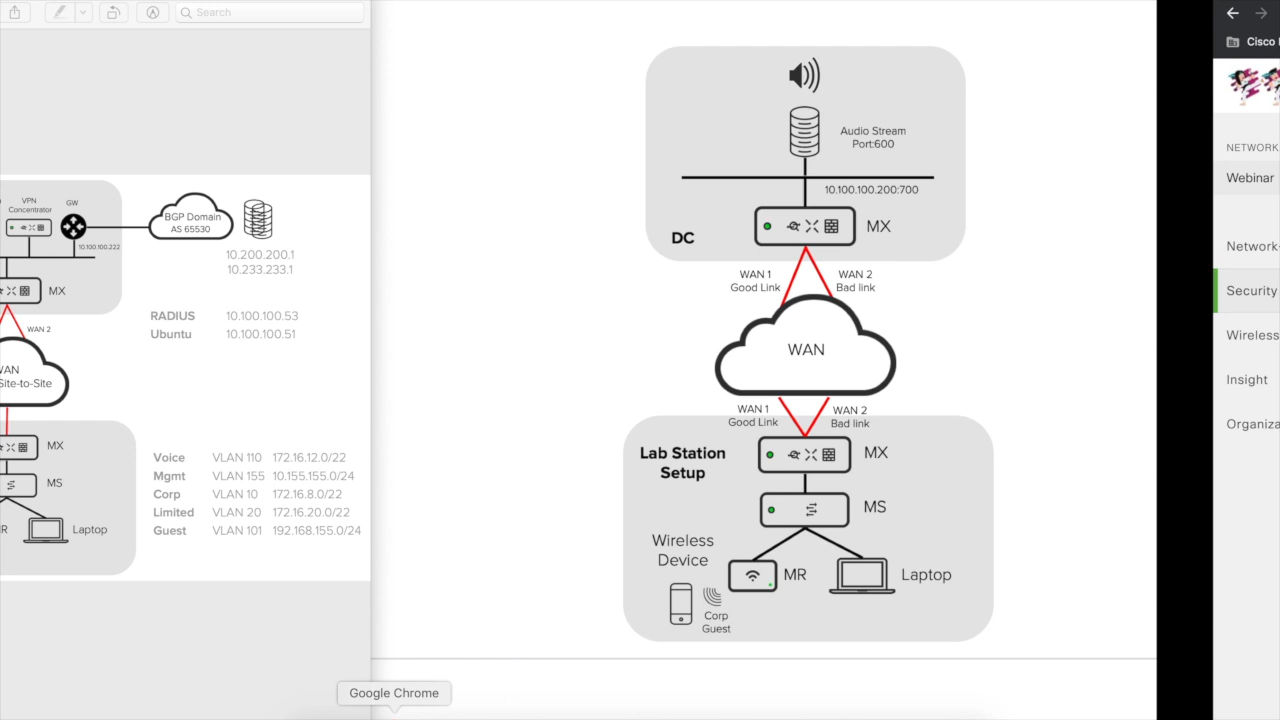 Search
VPN
Concentrator
GW
10.100.100.222
BGP Domain
AS 65530
10.200.200.1
10.233.233.1
MX
WAN 2
RADIUS 10.100.100.53
Ubuntu 10.100.100.51
Site-to-Site
MX
MS
Laptop
Voice VLAN 110 172.16.12.0/22
Mgmt VLAN 155 10.155.155.0/24
Corp VLAN 10 172.16.8.0/22
Limited VLAN 20 172.16.20.0/22
Guest VLAN 101 192.168.155.0/24
Audio Stream
Port:600
10.100.100.200:700
DC
MX
WAN 1
Good Link
WAN 2
Bad link
WAN
WAN 1
Good Link
WAN 2
Bad link
Lab Station
Setup
MX
MS
Wireless
Device
MR
Laptop
Corp
Guest
Google Chrome
Cisco
NETWORK
Webinar
Network-
Security
Wireless
Insight
Organiza